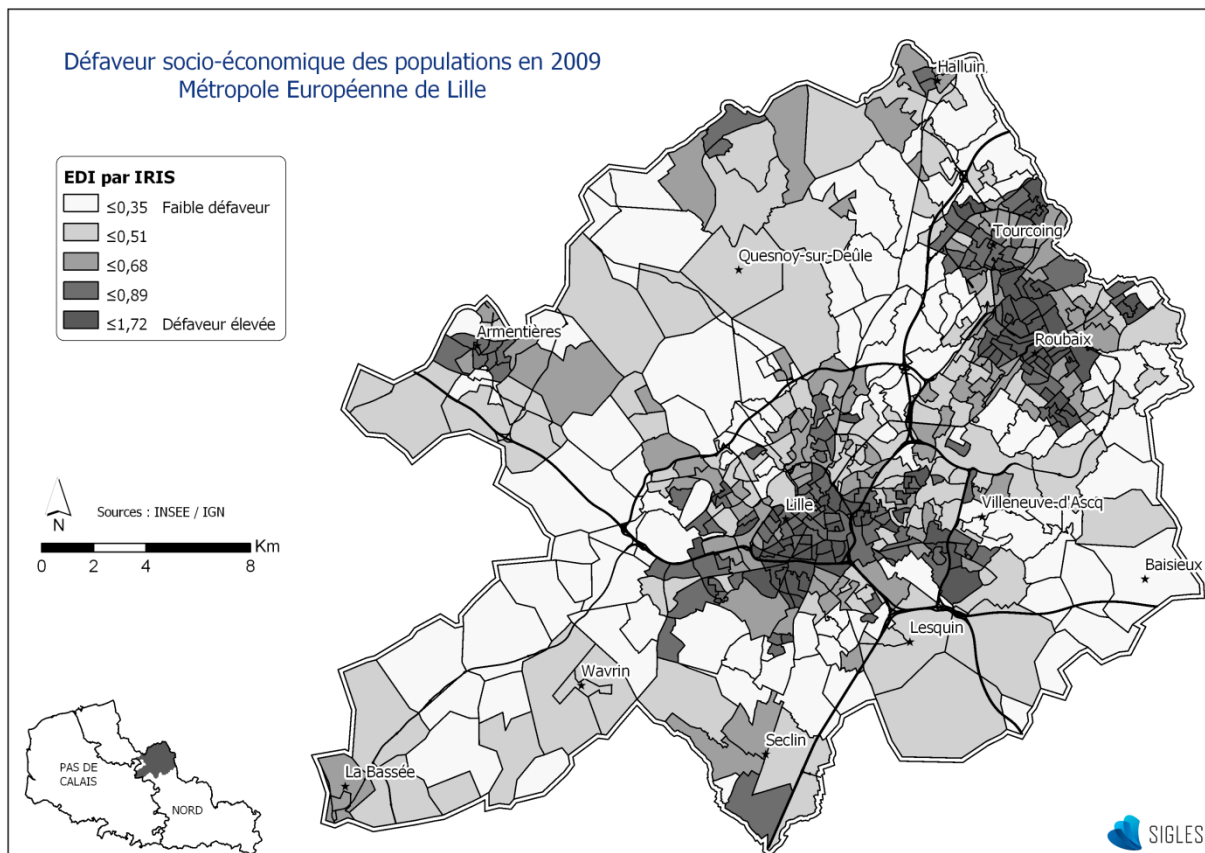 Défaveur socio-économique des populations en 2009
Métropole Européenne de Lille
EDI par IRIS
≤0,35 Faible défaveur
≤0,51
≤0,68
≤0,89
≤1,72 Défaveur élevée
Halluin
Tourcoing
Quesnoy-sur-Deûle
Armentières
Roubaix
N
Sources : INSEE / IGN
Km
0 2 4 8
Lille
Villeneuve-d'Ascq
Baisieux
Lesquin
Wavrin
Seclin
La Bassée
PAS DE
CALAIS
NORD
SIGLES